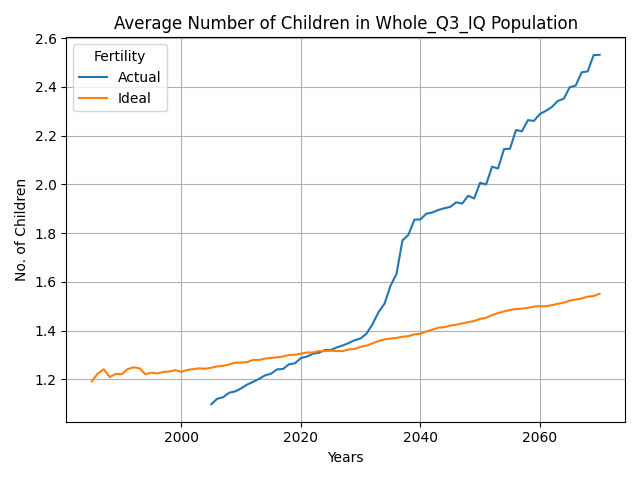 Average Number of Children in Whole_Q3_IQ Population
Fertility
Actual
Ideal
No. of Children
2.6
2.4
2.2
2.0
1.8
1.6
1.4
1.2
2000
2020
2040
2060
Years